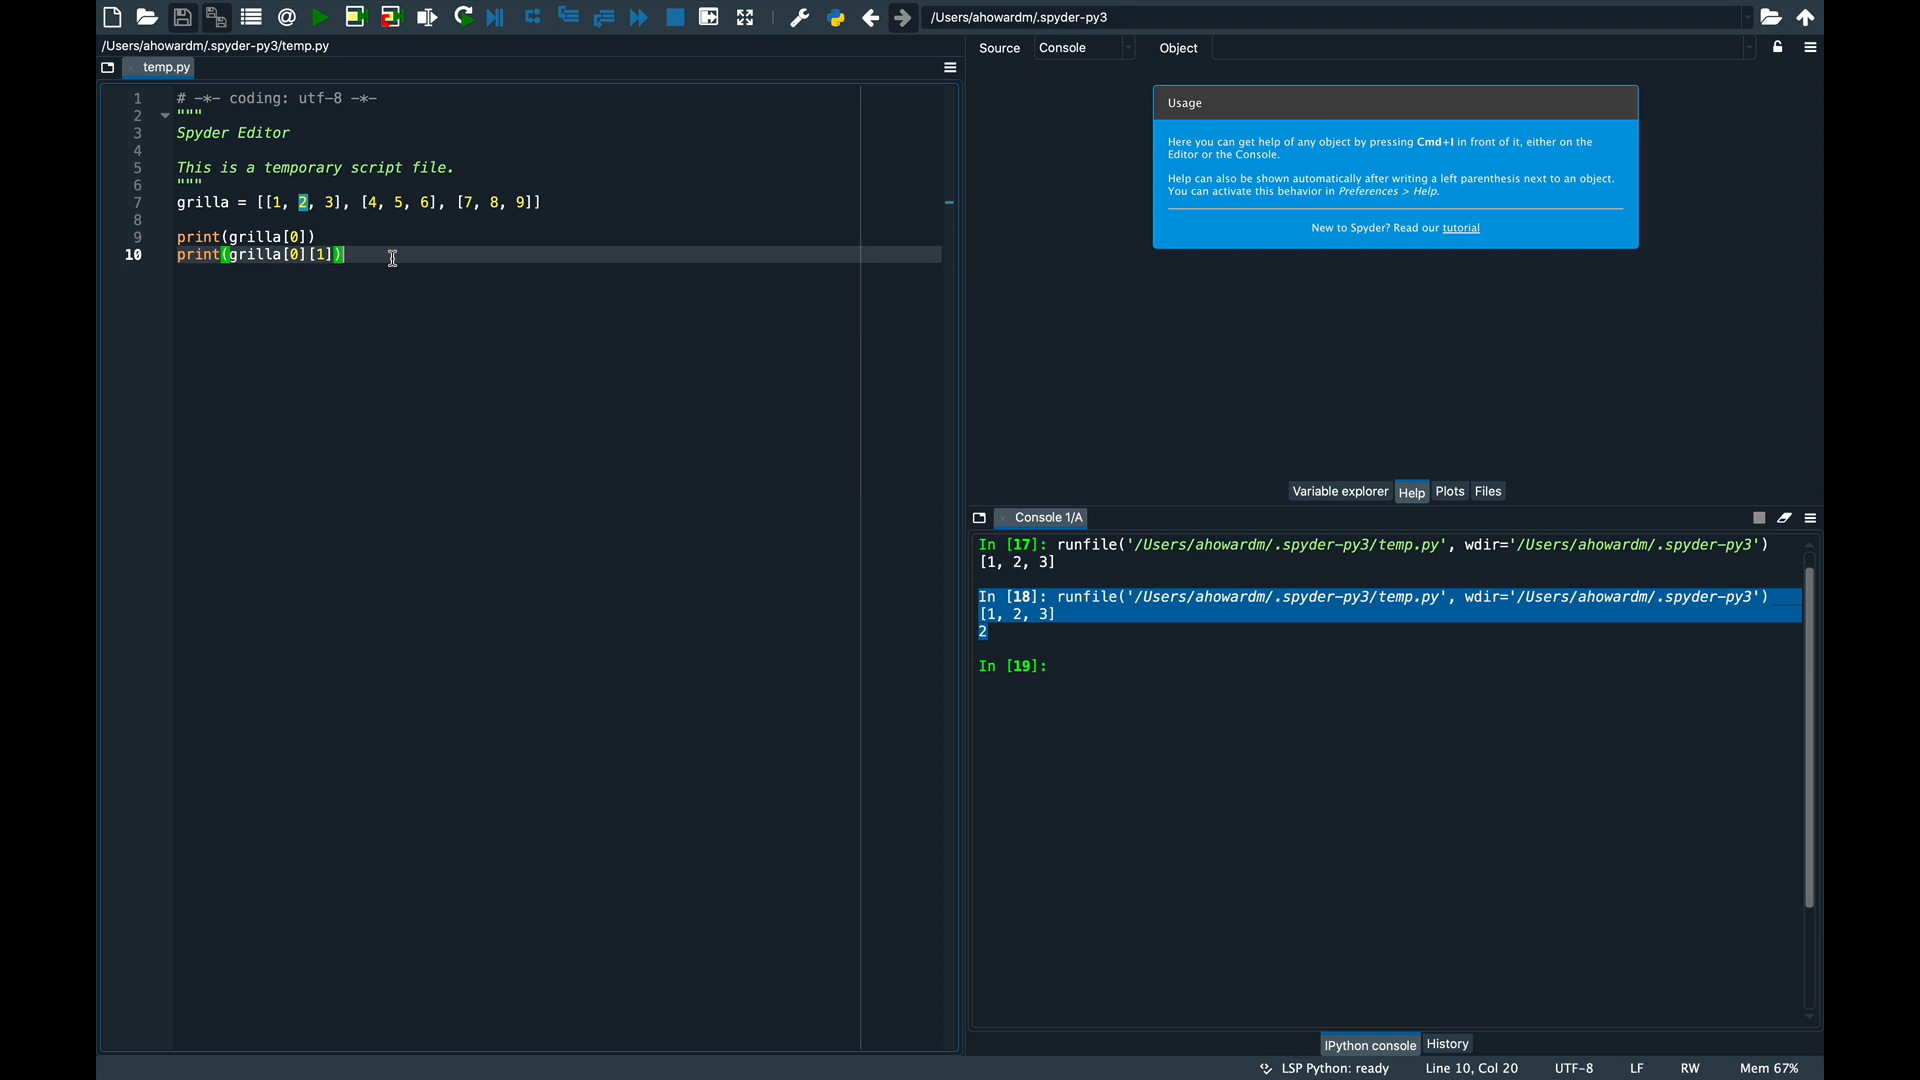 /Users/ahowardm/.spyder-py3
/Users/ahowardm/.spyder-py3/temp.py
temp.py
1 # -*- coding: utf-8 -*-
2 """
3 Spyder Editor
4
5 This is a temporary script file.
6 """
7 grilla = [[1, 2, 3], [4, 5, 6], [7, 8, 9]]
8
9 print(grilla[0])
10 print(grilla[0][1])
Source Console Object
Usage
Here you can get help of any object by pressing Cmd+I in front of it, either on the
Editor or the Console.
Help can also be shown automatically after writing a left parenthesis next to an object.
You can activate this behavior in Preferences > Help.
New to Spyder? Read our tutorial
Variable explorer Help Plots Files
Console 1/A
In [17]: runfile('/Users/ahowardm/.spyder-py3/temp.py', wdir='/Users/ahowardm/.spyder-py3')
[1, 2, 3]
In [18]: runfile('/Users/ahowardm/.spyder-py3/temp.py', wdir='/Users/ahowardm/.spyder-py3')
[1, 2, 3]
2
In [19]:
IPython console History
LSP Python: ready Line 10, Col 20 UTF-8 LF RW Mem 67%